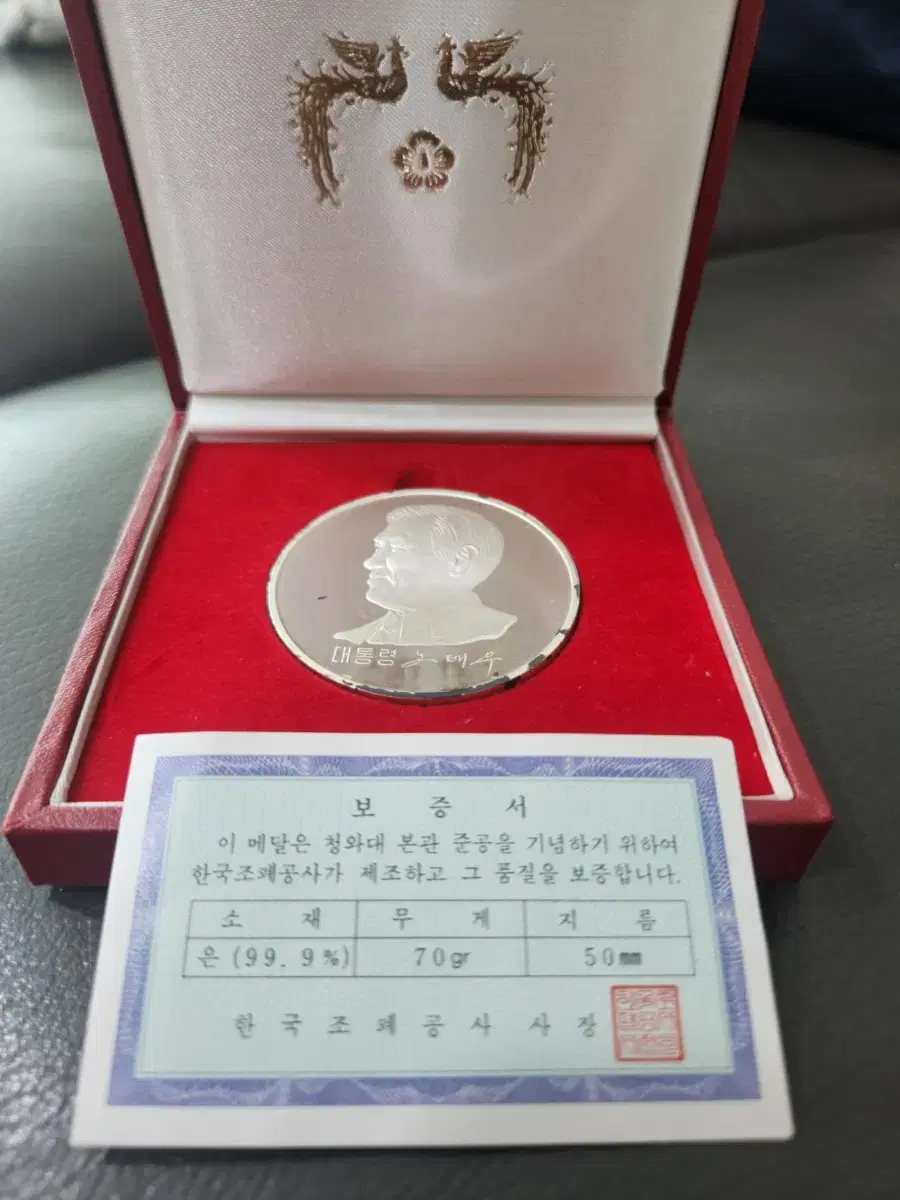 대통령 노태우
보 증 서
이 메달은 청와대 본관 준공을 기념하기 위하여
한국조폐공사가 제조하고 그 품질을 보증합니다.
소 재 무 게 지 름
은 (99. 9%) 70gr 50mm
한 국 조 폐 공 사 사 장